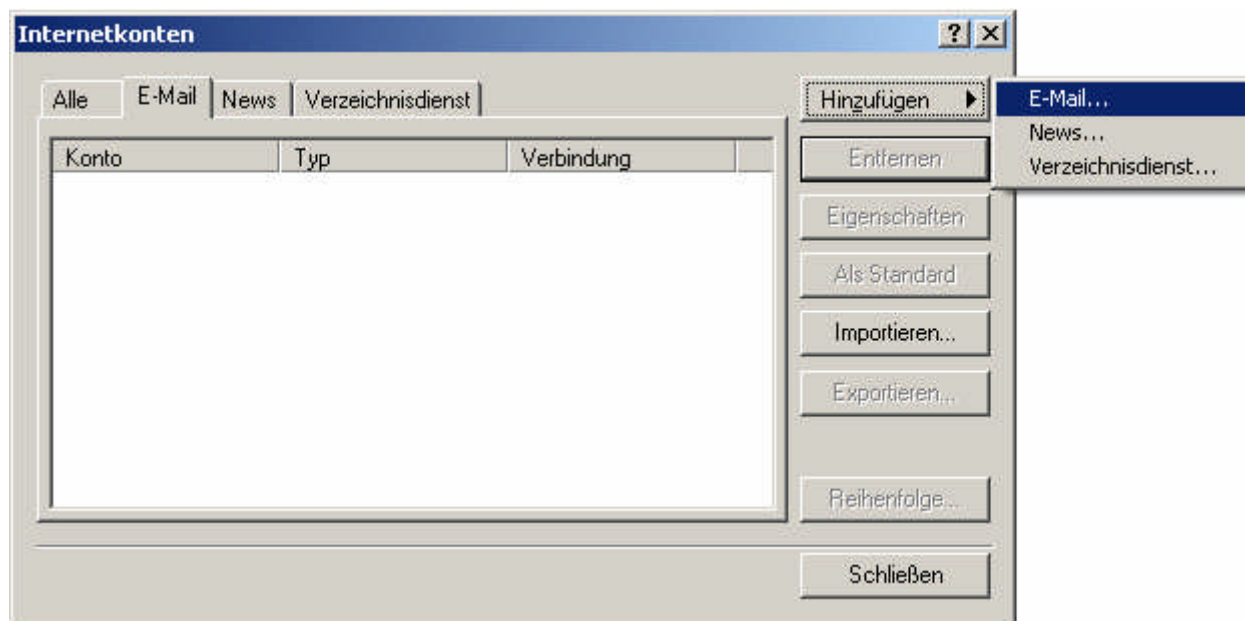 Internetkonten
Alle E-Mail News Verzeichnisdienst
Konto Typ Verbindung
Hinzufügen
E-Mail...
News...
Verzeichnisdienst...
Entfernen
Eigenschaften
Als Standard
Importieren...
Exportieren...
Reihenfolge...
Schließen